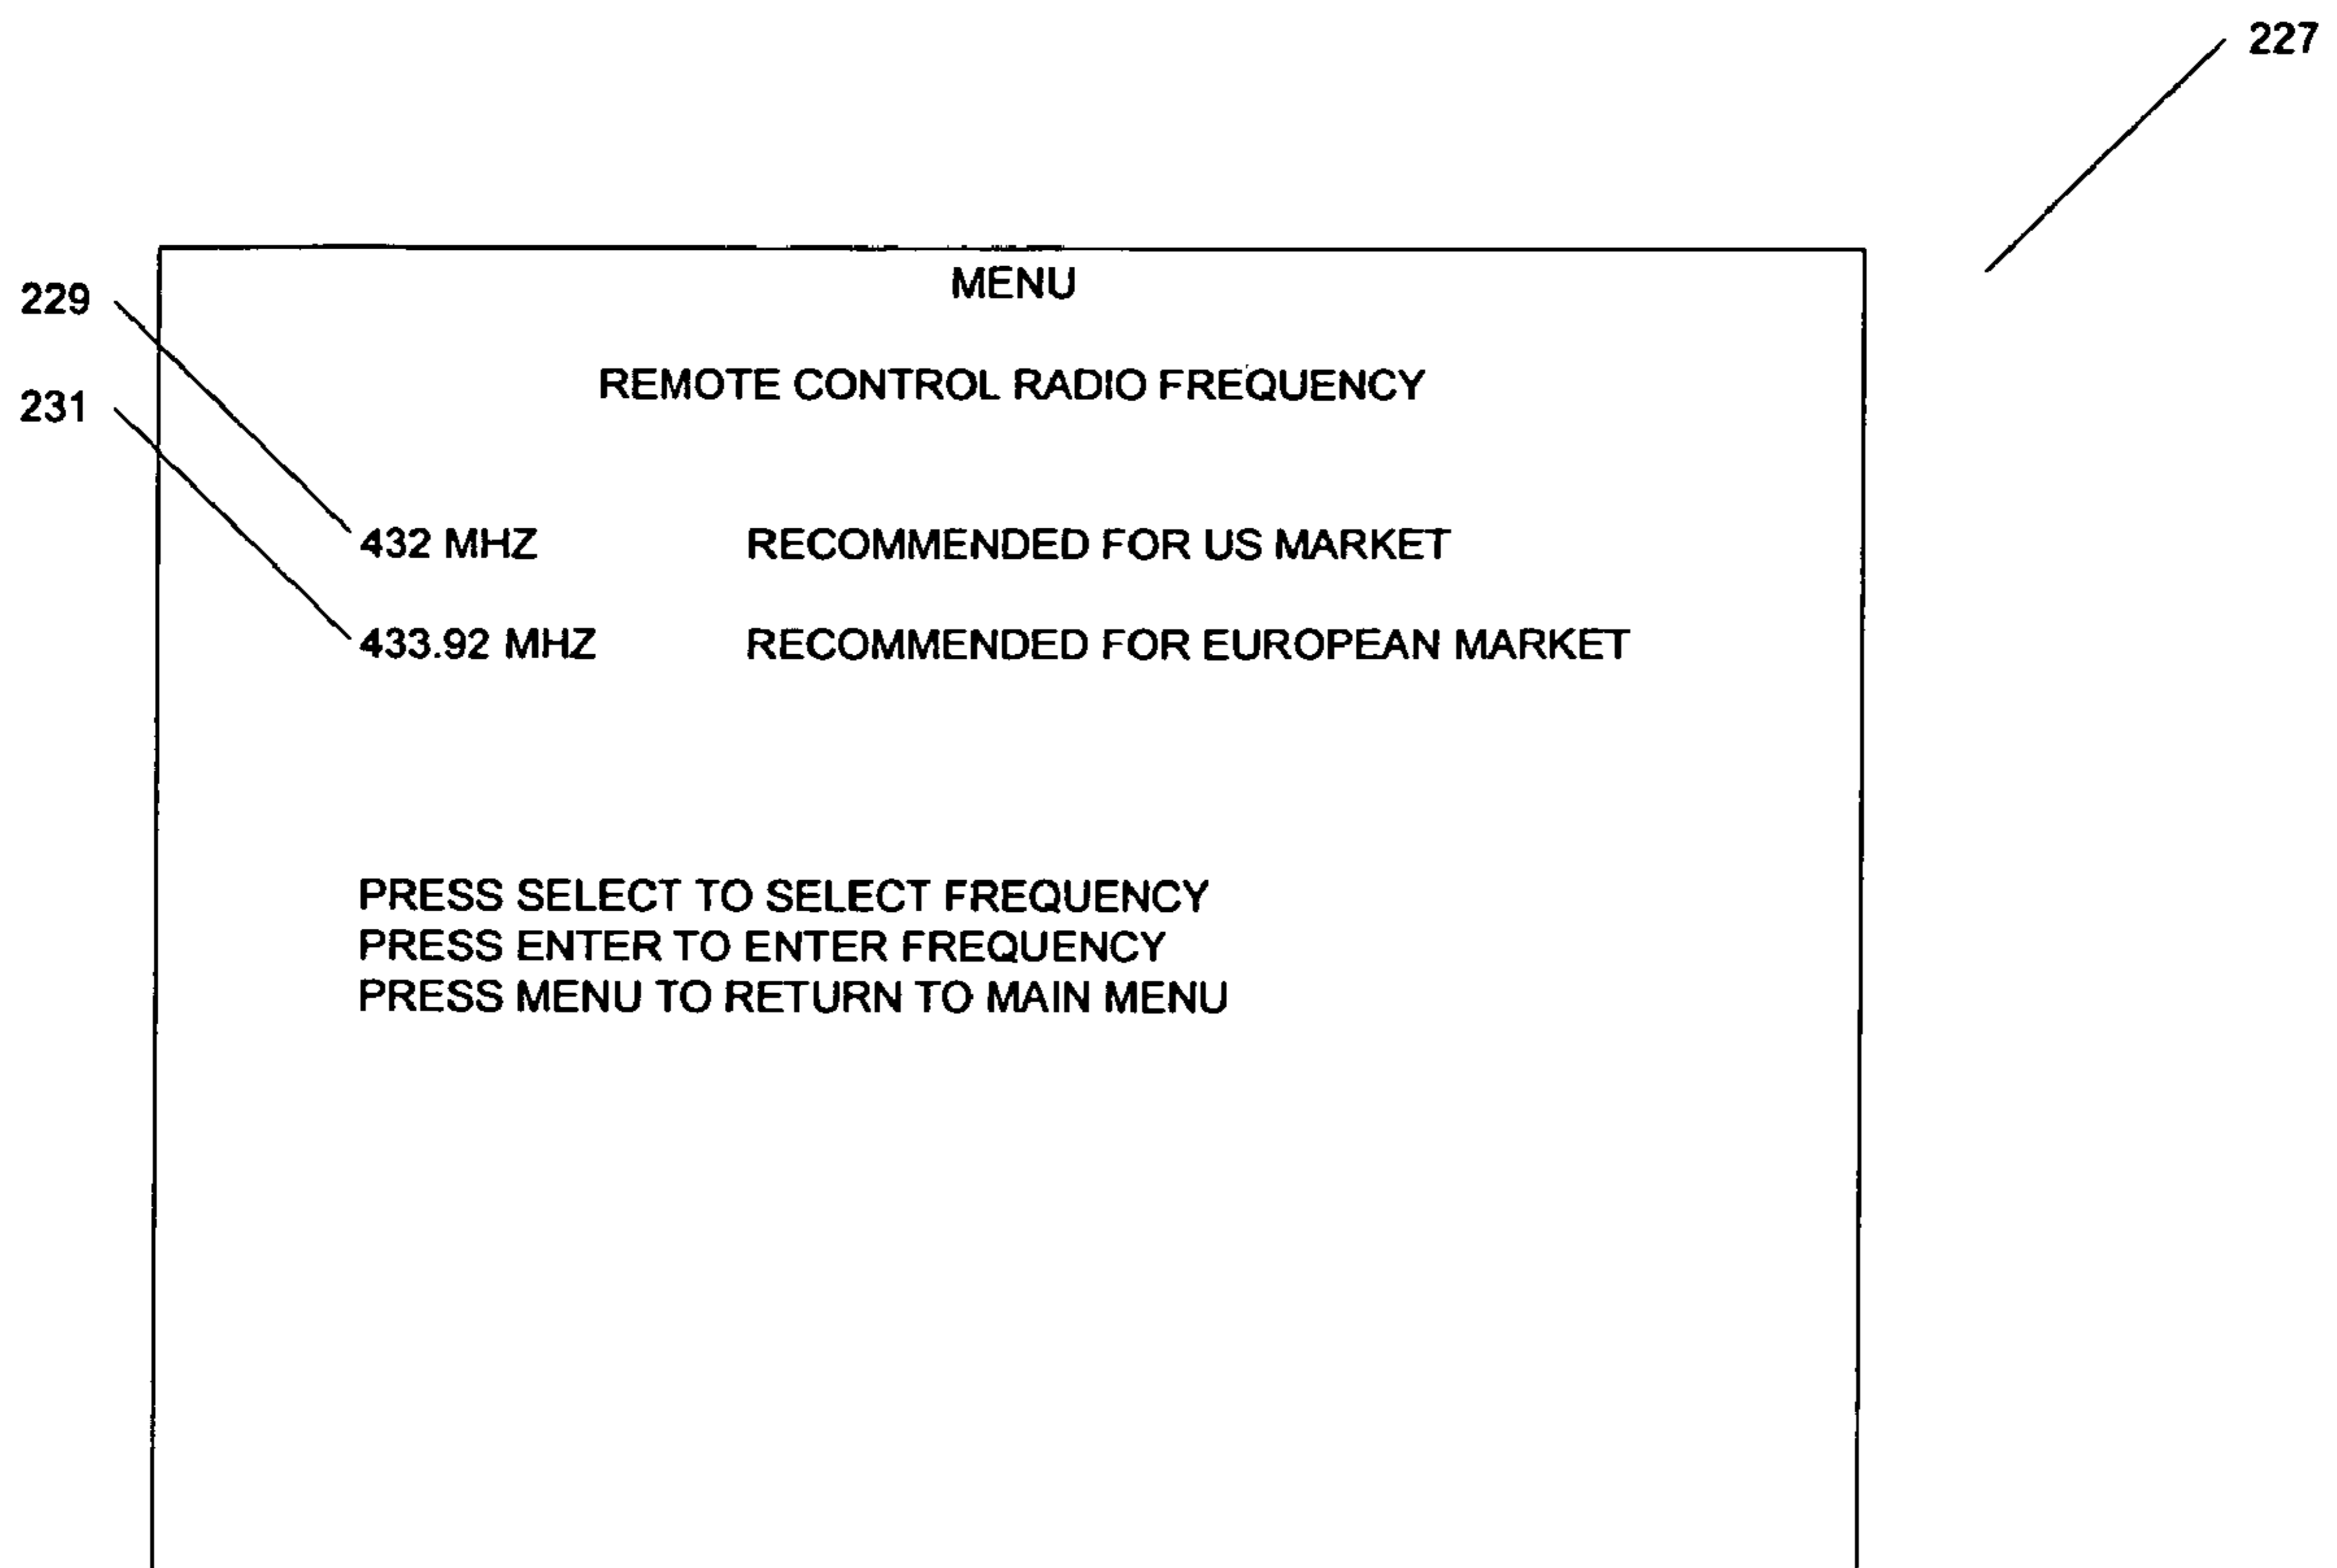 227
MENU
229
REMOTE CONTROL RADIO FREQUENCY
231
432 MHZ RECOMMENDED FOR US MARKET
433.92 MHZ RECOMMENDED FOR EUROPEAN MARKET
PRESS SELECT TO SELECT FREQUENCY
PRESS ENTER TO ENTER FREQUENCY
PRESS MENU TO RETURN TO MAIN MENU